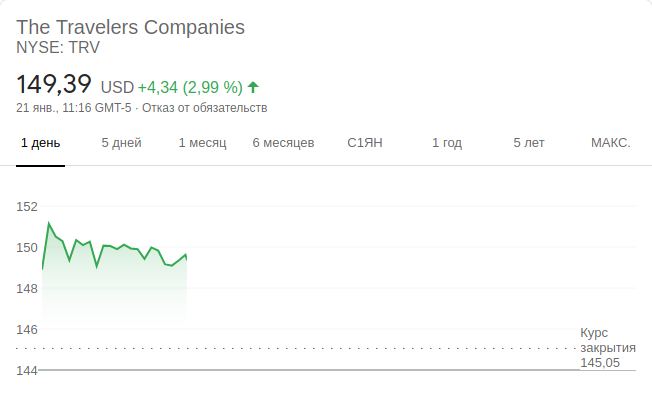 The Travelers Companies
NYSE: TRV
149,39 USD +4,34 (2,99 %)
21 янв., 11:16 GMT-5 · Отказ от обязательств
1 день 5 дней 1 месяц 6 месяцев С1ЯН 1 год 5 лет МАКС.
152
150
148
146
Курс
закрытия
145,05
144